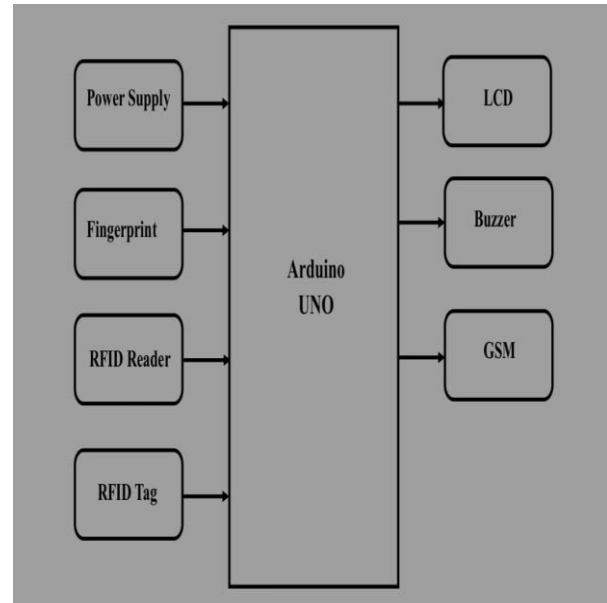 Power Supply
Fingerprint
RFID Reader
RFID Tag
Arduino
UNO
LCD
Buzzer
GSM